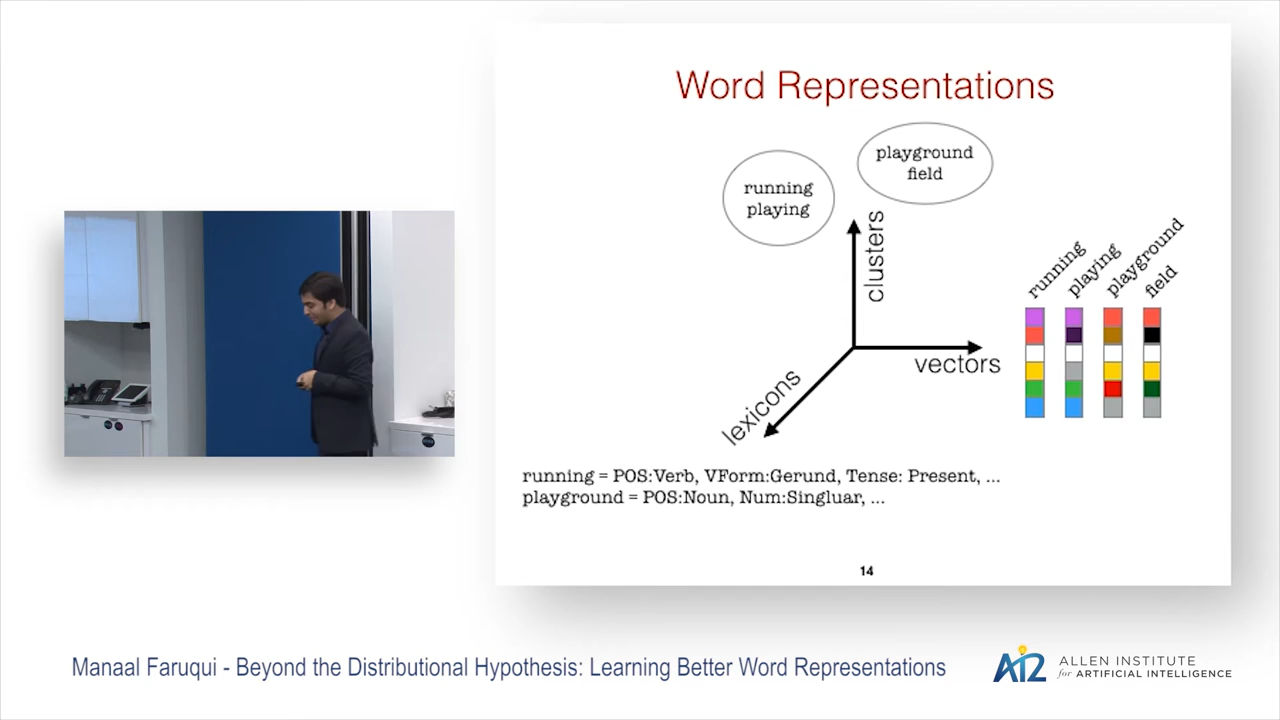 Word Representations
playground
field
running
playing
clusters
vectors
lexicons
running
playing
playground
field
running = POS:Verb, VForm:Gerund, Tense: Present, ...
playground = POS:Noun, Num:Singluar, ...
14
Manaal Faruqui - Beyond the Distributional Hypothesis: Learning Better Word Representations
AI2
ALLEN INSTITUTE
for ARTIFICIAL INTELLIGENCE